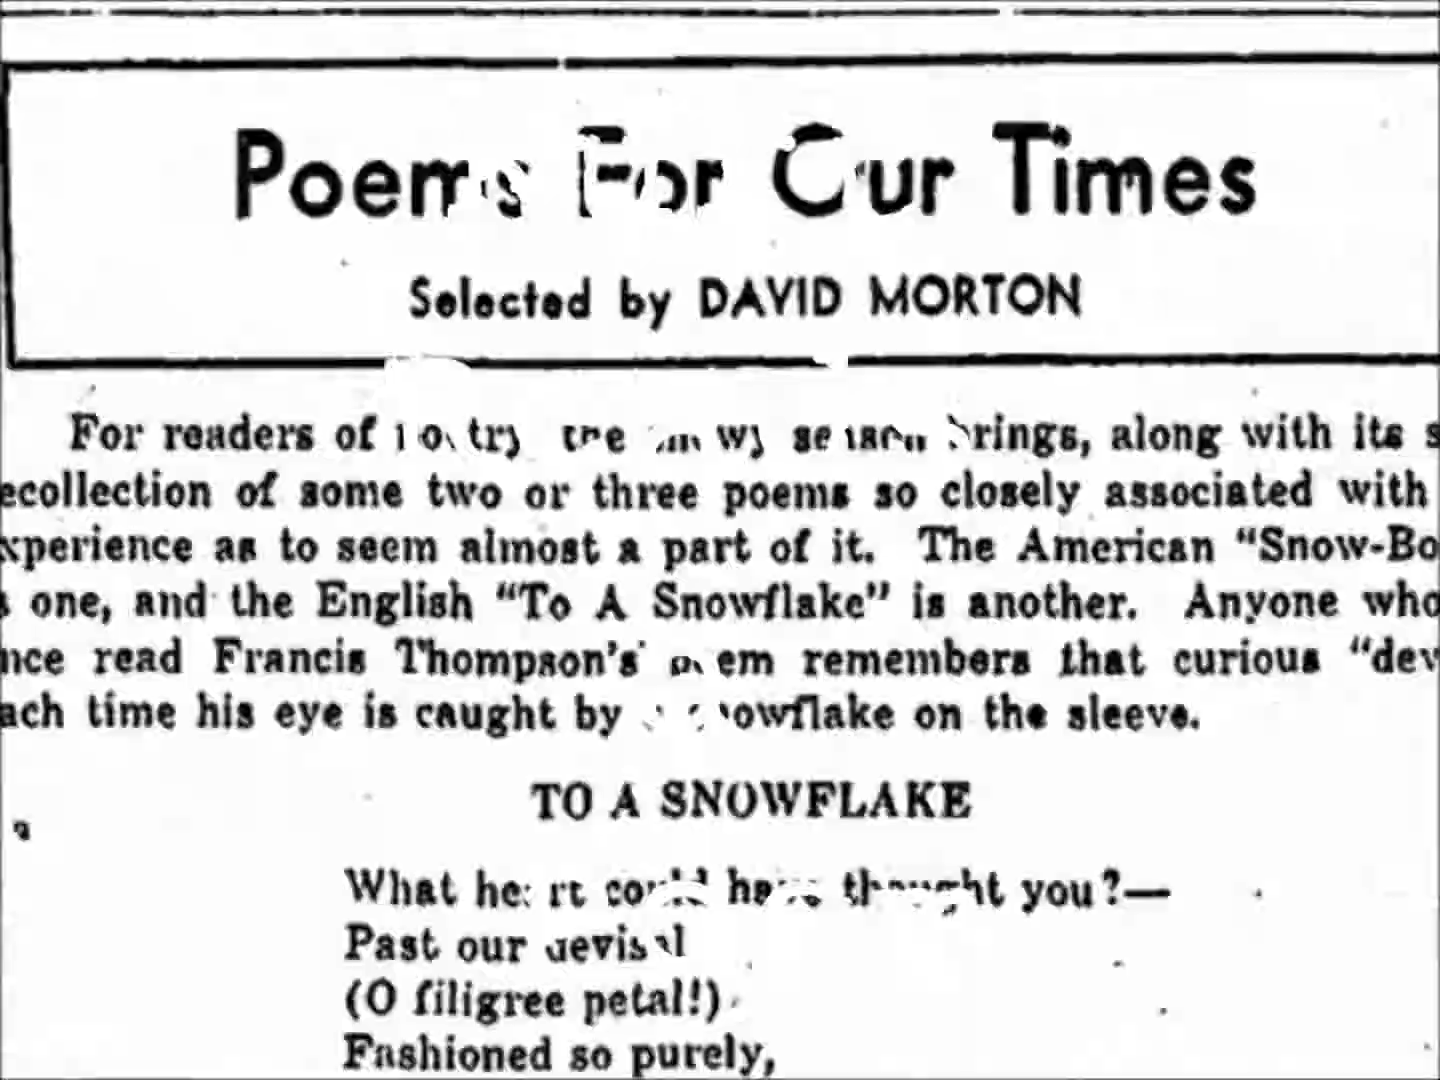 Poems For Our Times
Selected by DAVID MORTON
For readers of poetry the snowy season brings, along with its s
ecollection of some two or three poems so closely associated with
xperience as to seem almost a part of it. The American "Snow-Bo
s one, and the English "To A Snowflake" is another. Anyone who
nce read Francis Thompson's poem remembers that curious "dev
ach time his eye is caught by snowflake on the sleeve.
TO A SNOWFLAKE
What heart could have thought you?—
Past our devisal
(O filigree petal!)
Fashioned so purely,